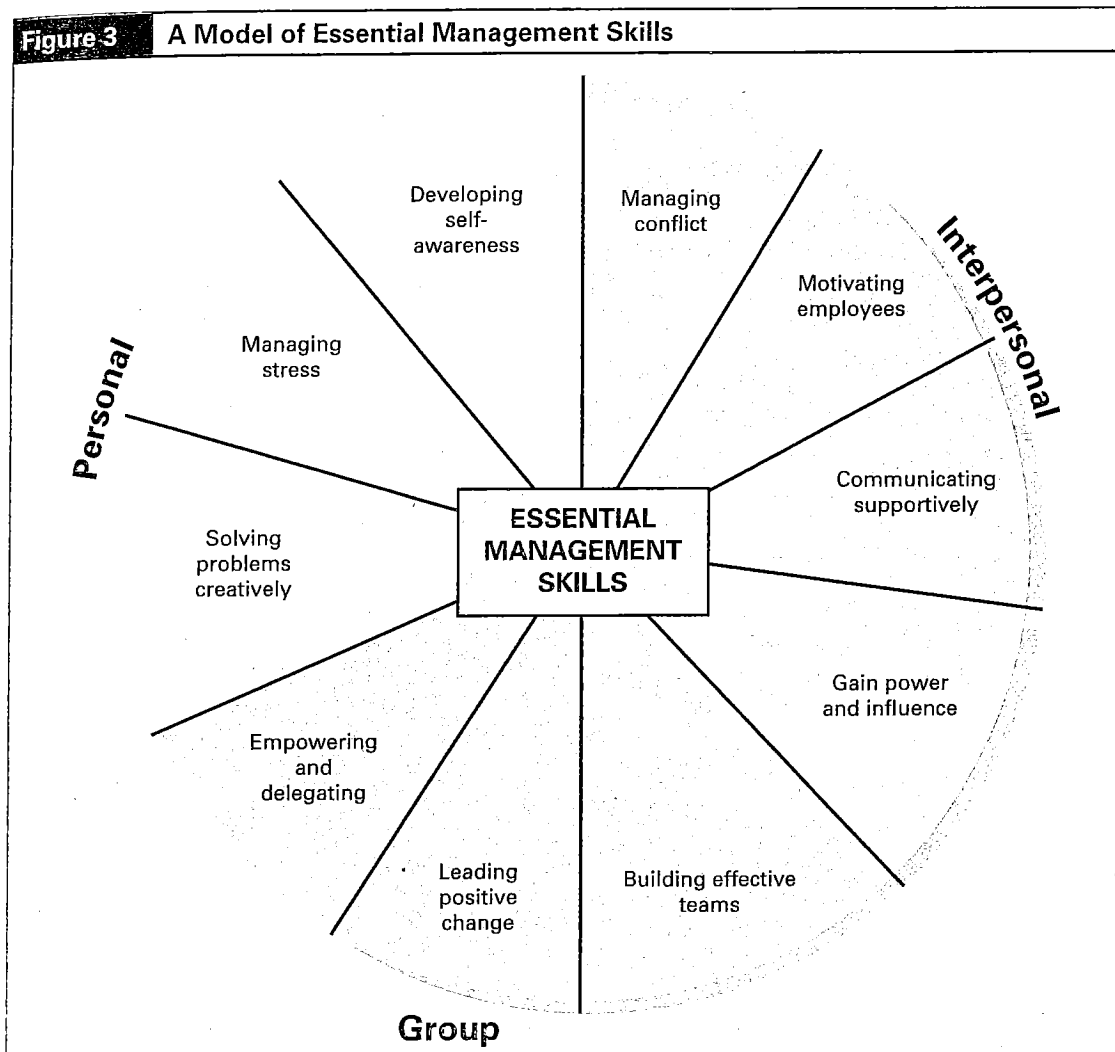 Figure 3 A Model of Essential Management Skills
Developing
self-
awareness
Managing
conflict
Motivating
employees
Interpersonal
Managing
stress
Personal
Communicating
supportively
ESSENTIAL
MANAGEMENT
SKILLS
Solving
problems
creatively
Gain power
and influence
Empowering
and
delegating
Leading
positive
change
Building effective
teams
Group